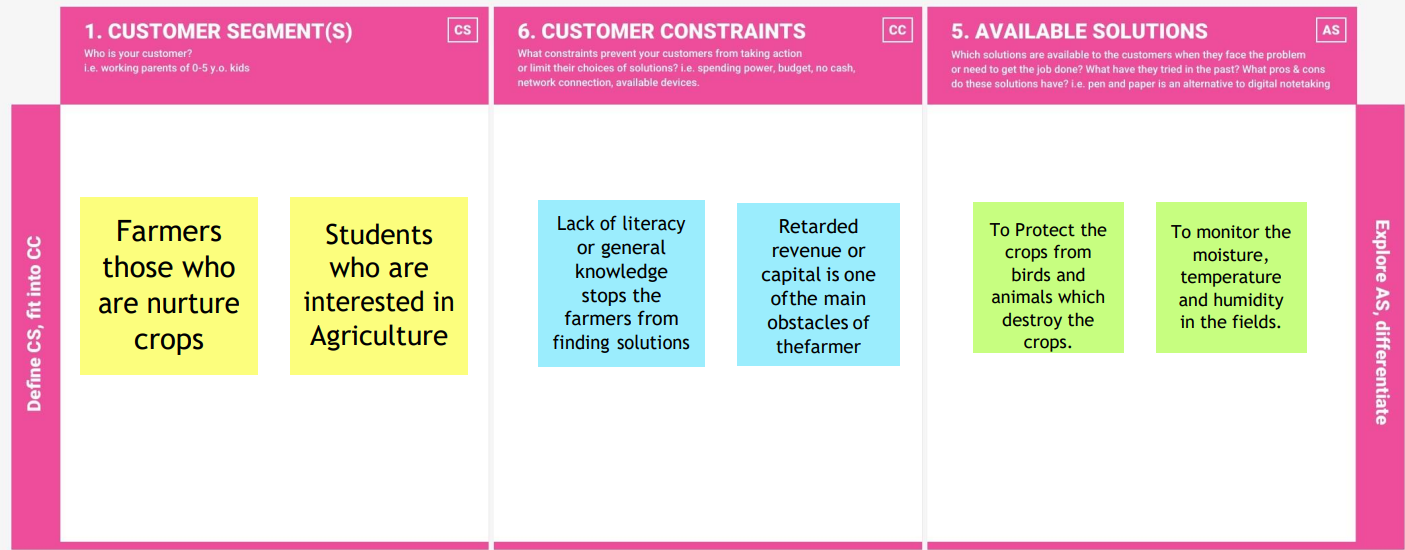 Define CS, fit into CC
1. CUSTOMER SEGMENT(S)
CS
Who is your customer?
i.e. working parents of 0-5 y.o. kids
Farmers
those who
are nurture
crops
Students
who are
interested in
Agriculture
6. CUSTOMER CONSTRAINTS
CC
What constraints prevent your customers from taking action
or limit their choices of solutions? i.e. spending power, budget, no cash,
network connection, available devices.
Lack of literacy
or general
knowledge
stops the
farmers from
finding solutions
Retarded
revenue or
capital is one
ofthe main
obstacles of
thefarmer
5. AVAILABLE SOLUTIONS
AS
Which solutions are available to the customers when they face the problem
or need to get the job done? What have they tried in the past? What pros & cons
do these solutions have? i.e. pen and paper is an alternative to digital notetaking
To Protect the
crops from
birds and
animals which
destroy the
crops.
To monitor the
moisture,
temperature
and humidity
in the fields.
Explore AS, differentiate